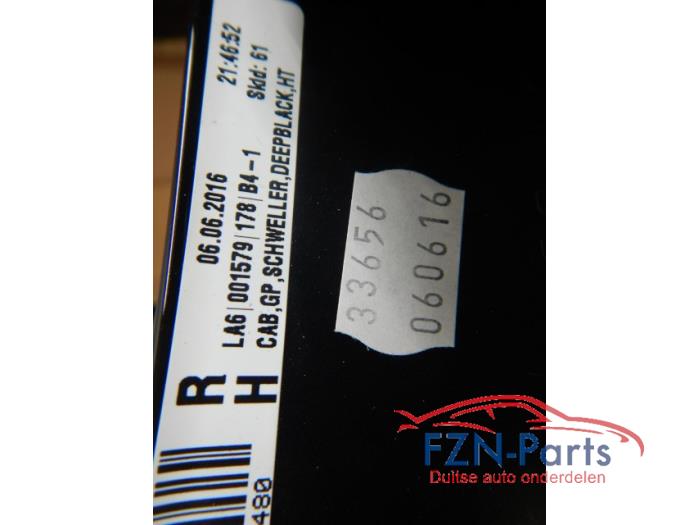 06.06.2016 21:46:52
LA6|001579|178|B4-1 Skid: 61
CAB,GP,SCHWELLER,DEEPBLACK,HT
R
H
480
33656
060616
FZN-Parts
Duitse auto onderdelen